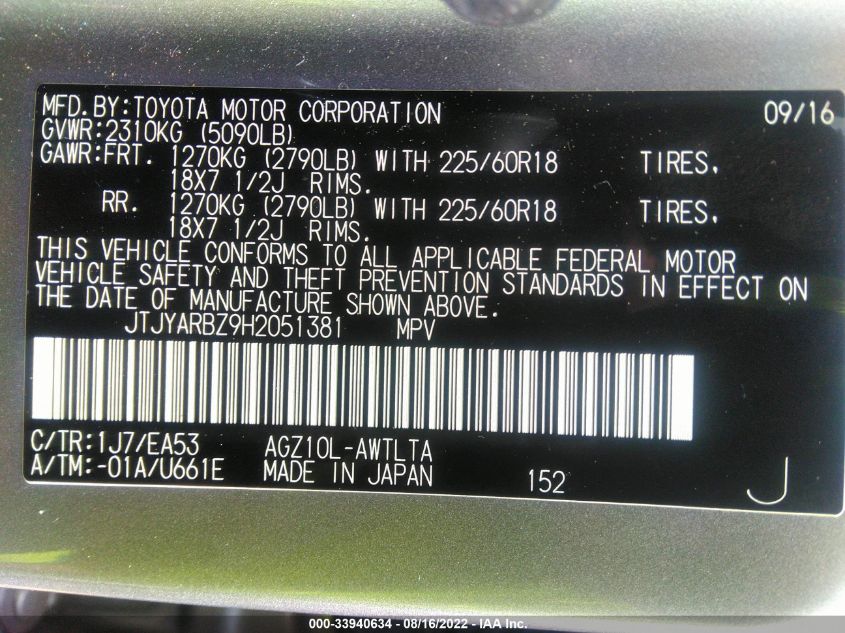 MFD.BY:TOYOTA MOTOR CORPORATION 09/16
GVWR:2310KG (5090LB)
GAWR:FRT. 1270KG (2790LB) WITH 225/60R18 TIRES,
18X7 1/2J RIMS.
RR. 1270KG (2790LB) WITH 225/60R18 TIRES,
18X7 1/2J RIMS.
THIS VEHICLE CONFORMS TO ALL APPLICABLE FEDERAL MOTOR
VEHICLE SAFETY AND THEFT PREVENTION STANDARDS IN EFFECT ON
THE DATE OF MANUFACTURE SHOWN ABOVE.
JTJYARBZ9H2051381 MPV
C/TR:1J7/EA53 AGZ10L-AWTLTA
A/TM:-01A/U661E MADE IN JAPAN 152 J
000-33940634 - 08/16/2022 - IAA Inc.